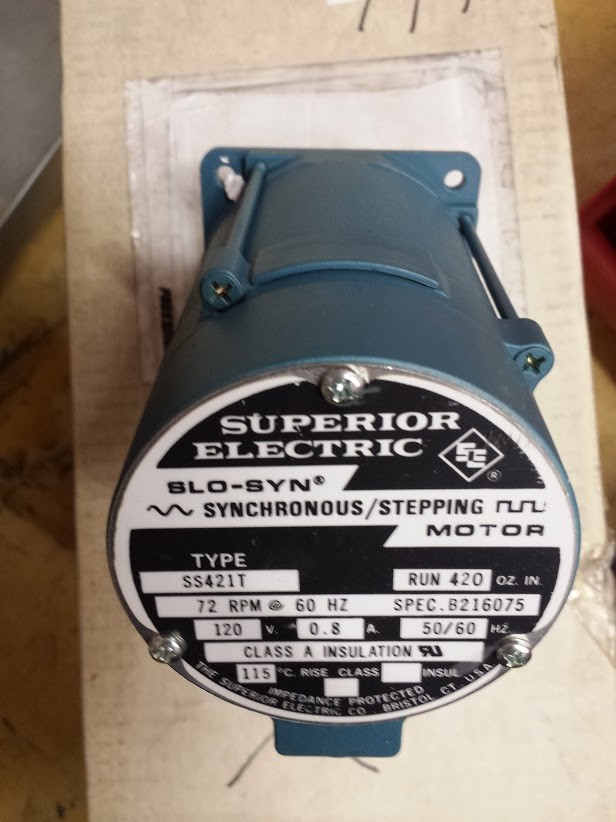 SUPERIOR
ELECTRIC
SE ®
SLO-SYN®
SYNCHRONOUS/STEPPING
MOTOR
TYPE
SS421T RUN 420 OZ. IN.
72 RPM @ 60 HZ SPEC.B216075
120 V. 0.8 A. 50/60 HZ.
CLASS A INSULATION RU
115 °C. RISE CLASS INSUL.
IMPEDANCE PROTECTED
THE SUPERIOR ELECTRIC CO. BRISTOL CT. U.S.A.